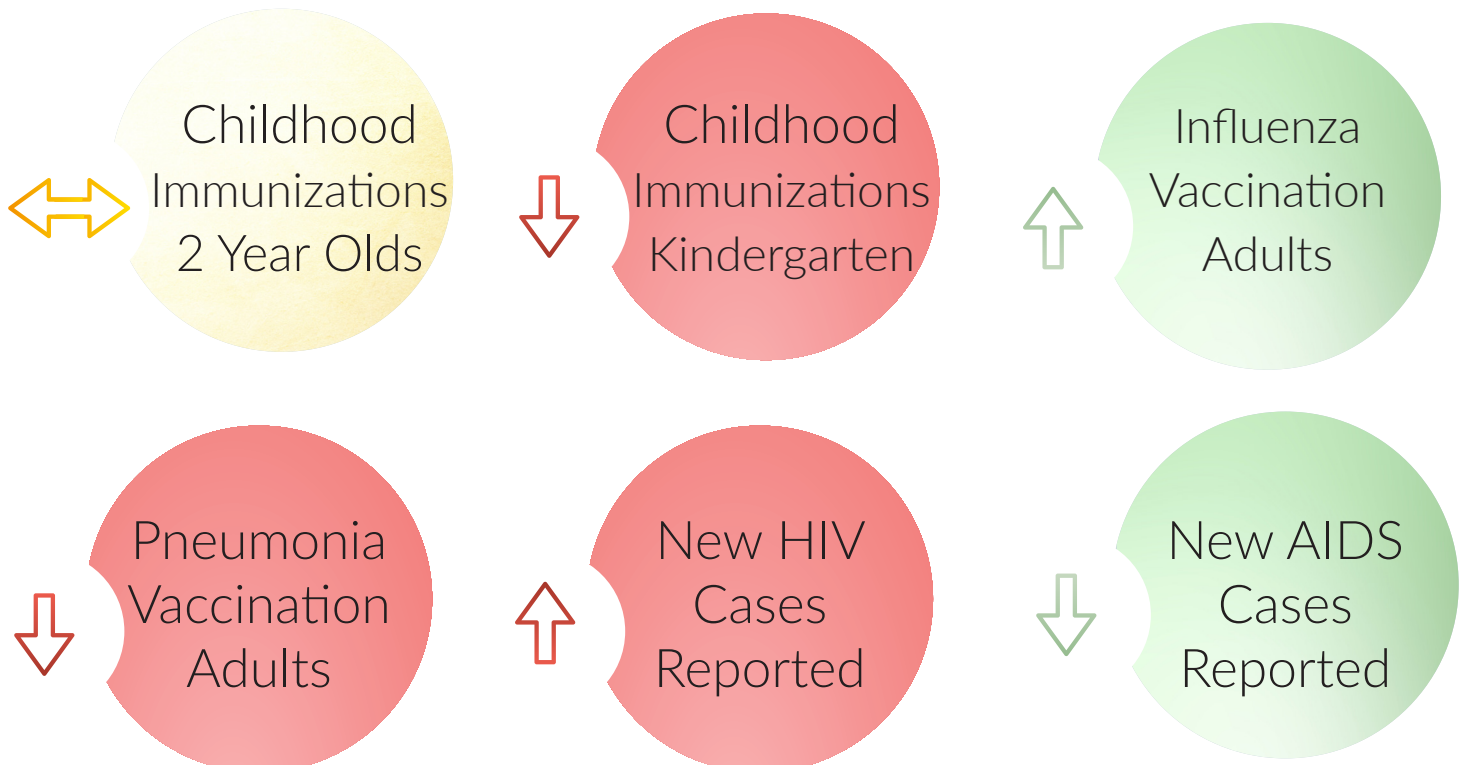 Childhood
Immunizations
2 Year Olds
Childhood
Immunizations
Kindergarten
Influenza
Vaccination
Adults
Pneumonia
Vaccination
Adults
New HIV
Cases
Reported
New AIDS
Cases
Reported